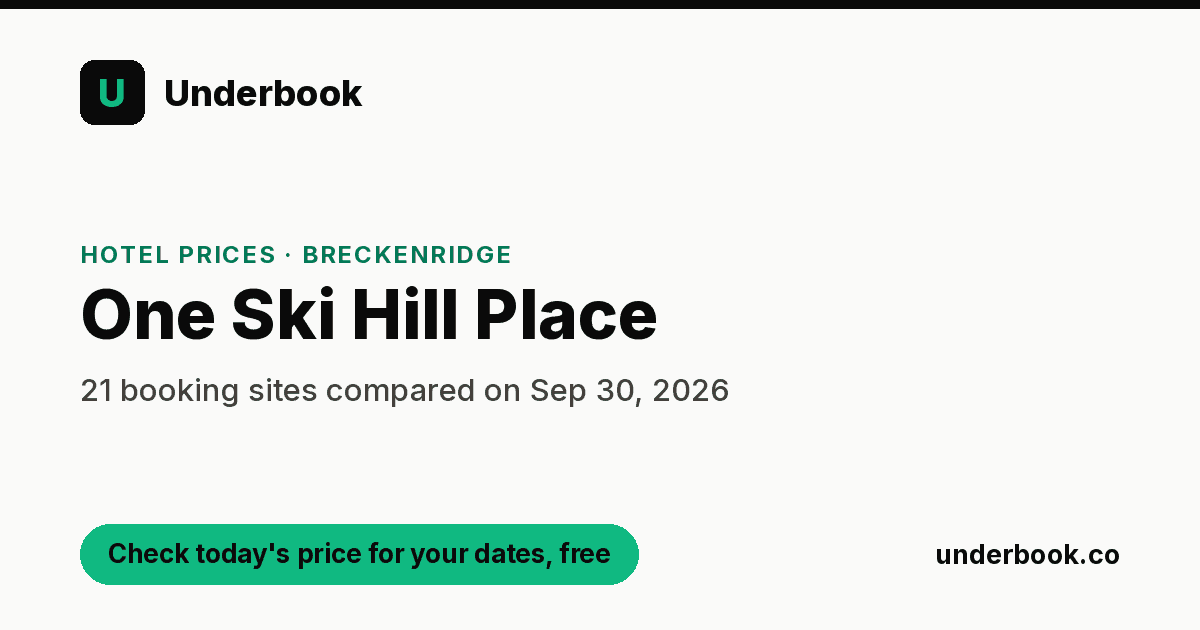 U Underbook
HOTEL PRICES · BRECKENRIDGE
One Ski Hill Place
21 booking sites compared on Sep 30, 2026
Check today's price for your dates, free
underbook.co